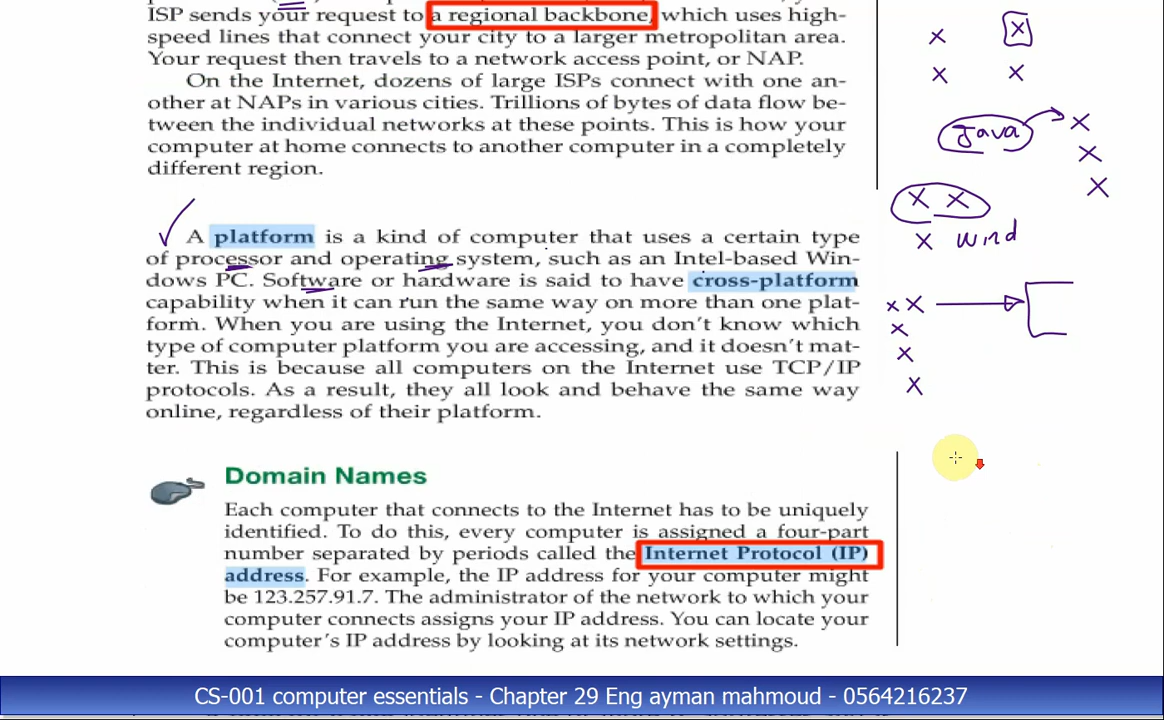 ISP sends your request to a regional backbone, which uses high-
speed lines that connect your city to a larger metropolitan area.
Your request then travels to a network access point, or NAP.
On the Internet, dozens of large ISPs connect with one an-
other at NAPs in various cities. Trillions of bytes of data flow be-
tween the individual networks at these points. This is how your
computer at home connects to another computer in a completely
different region.
Java
wind
A platform is a kind of computer that uses a certain type
of processor and operating system, such as an Intel-based Win-
dows PC. Software or hardware is said to have cross-platform
capability when it can run the same way on more than one plat-
form. When you are using the Internet, you don't know which
type of computer platform you are accessing, and it doesn't mat-
ter. This is because all computers on the Internet use TCP/IP
protocols. As a result, they all look and behave the same way
online, regardless of their platform.
Domain Names
Each computer that connects to the Internet has to be uniquely
identified. To do this, every computer is assigned a four-part
number separated by periods called the Internet Protocol (IP)
address. For example, the IP address for your computer might
be 123.257.91.7. The administrator of the network to which your
computer connects assigns your IP address. You can locate your
computer's IP address by looking at its network settings.
CS-001 computer essentials - Chapter 29 Eng ayman mahmoud - 0564216237